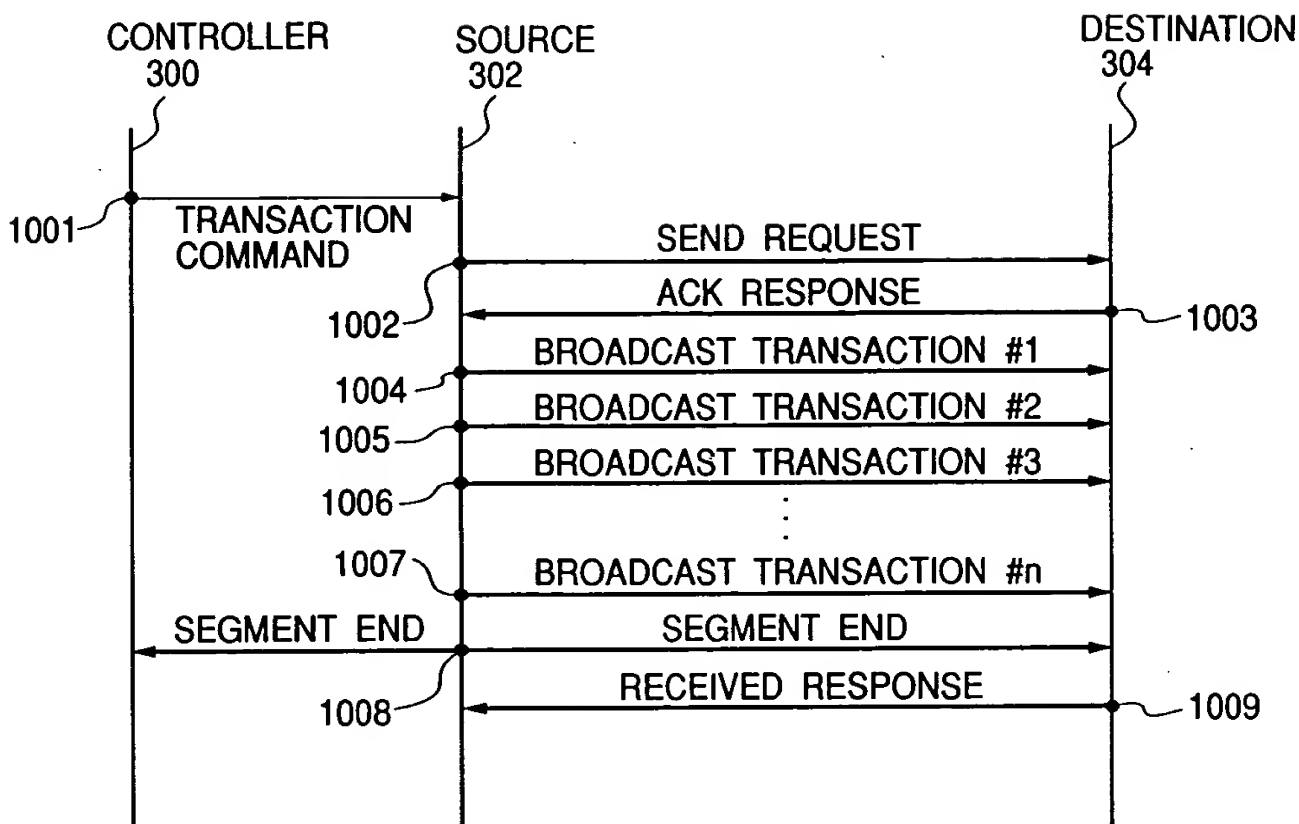 CONTROLLER
300
SOURCE
302
DESTINATION
304
1001
TRANSACTION
COMMAND
SEND REQUEST
1002
ACK RESPONSE
1003
BROADCAST TRANSACTION #1
1004
BROADCAST TRANSACTION #2
1005
BROADCAST TRANSACTION #3
1006
1007
BROADCAST TRANSACTION #n
SEGMENT END
SEGMENT END
1008
RECEIVED RESPONSE
1009